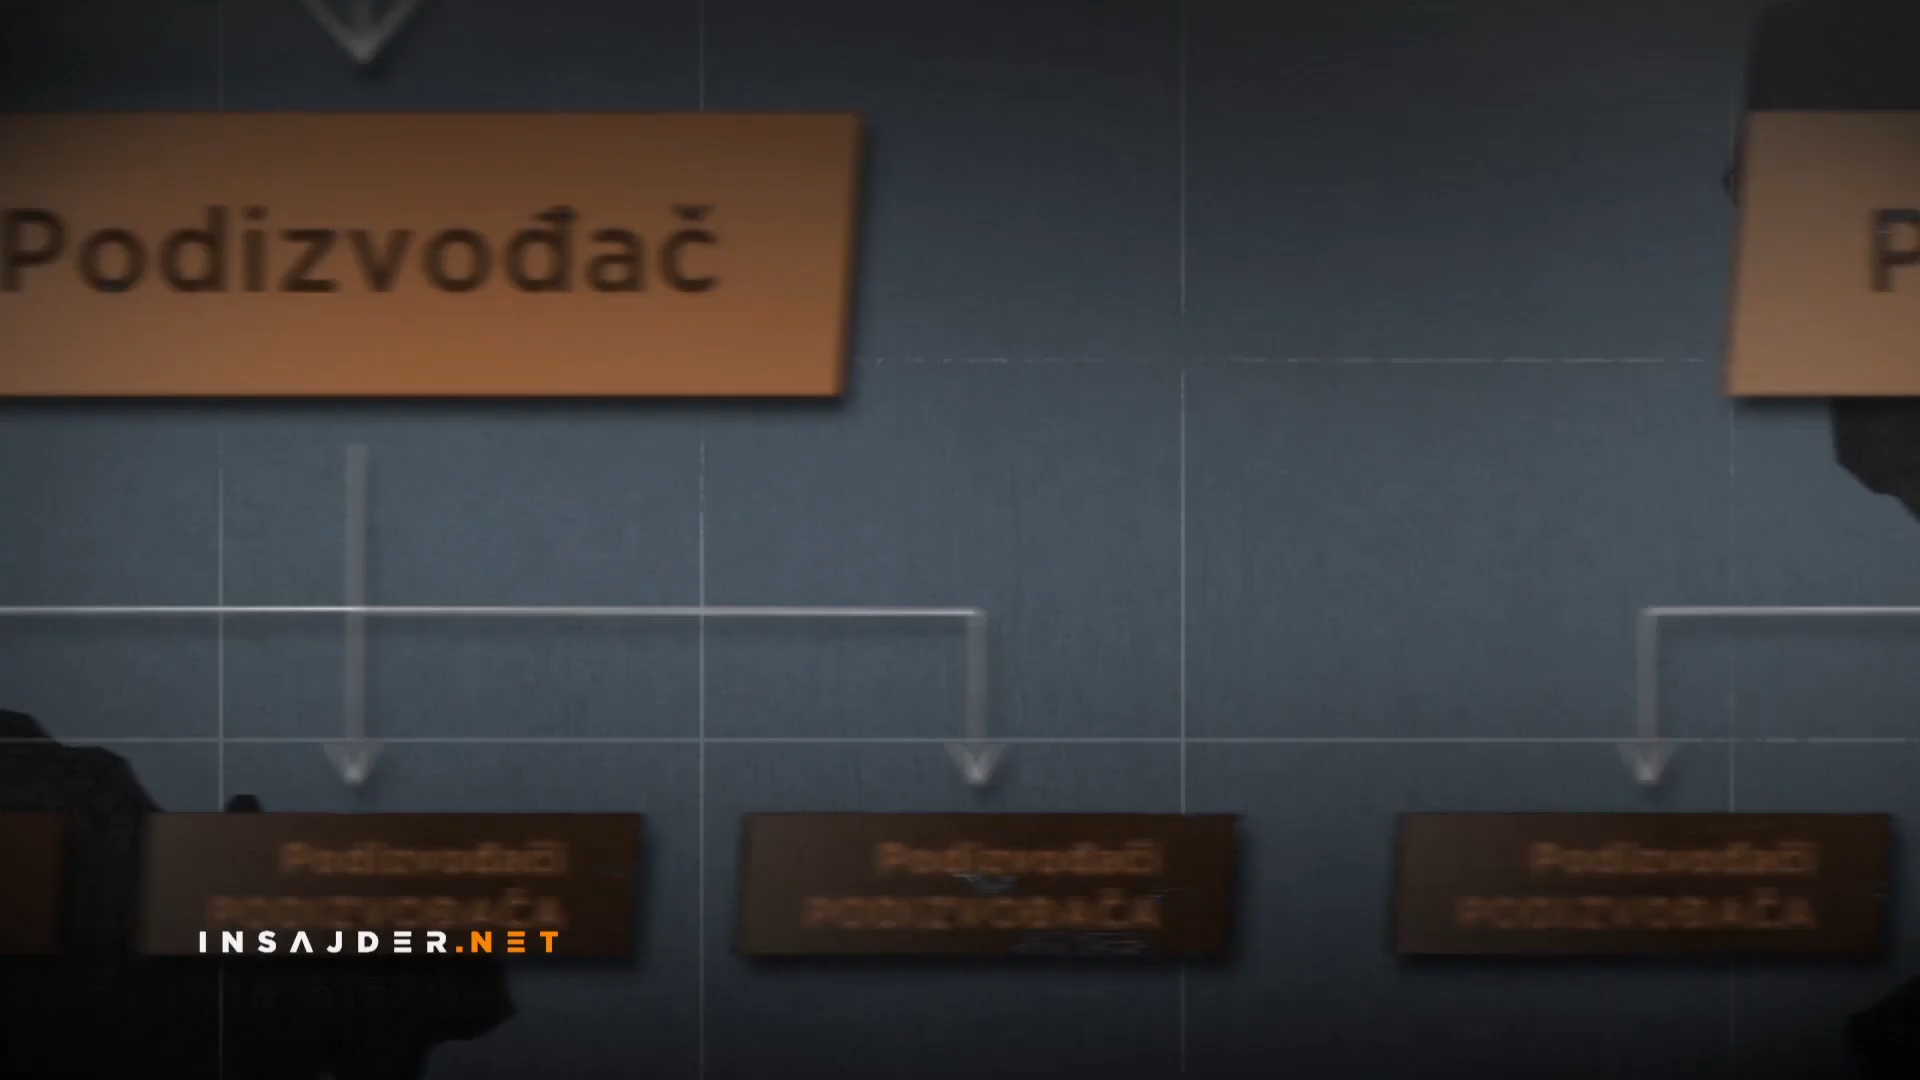 Podizvođač
P
Podizvođači
PODIZVOĐAČA
Podizvođači
PODIZVOĐAČA
Podizvođači
PODIZVOĐAČA
INSAJDER.NET